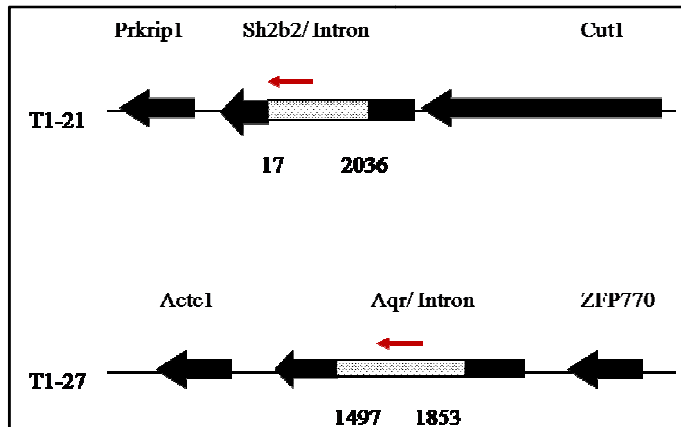 Prkrip1 Sh2b2/ Intron Cut1
T1-21
17 2036
Actc1 Aqr/ Intron ZFP770
T1-27
1497 1853